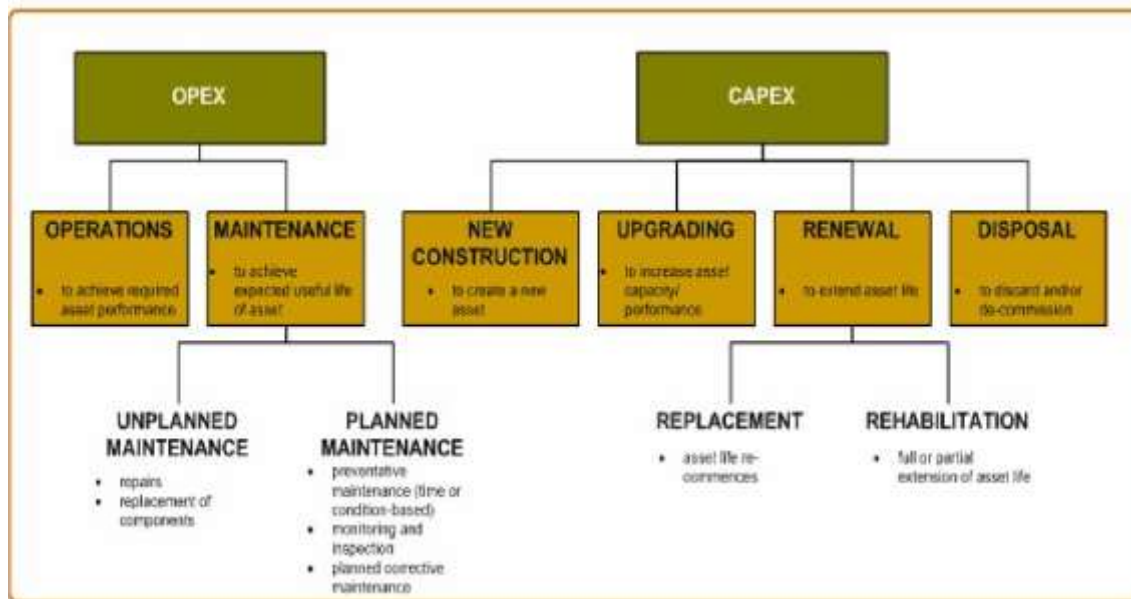 OPEX
CAPEX
OPERATIONS
• to achieve required
asset performance
MAINTENANCE
• to achieve
expected useful life
of asset
NEW
CONSTRUCTION
• to create a new
asset
UPGRADING
• to increase asset
capacity/
performance
RENEWAL
• to extend asset life
DISPOSAL
• to discard and/or
de-commission
UNPLANNED
MAINTENANCE
• repairs
• replacement of
components
PLANNED
MAINTENANCE
• preventative
maintenance (time or
condition-based)
• monitoring and
inspection
• planned corrective
maintenance
REPLACEMENT
• asset life re-
commences
REHABILITATION
• full or partial
extension of asset life